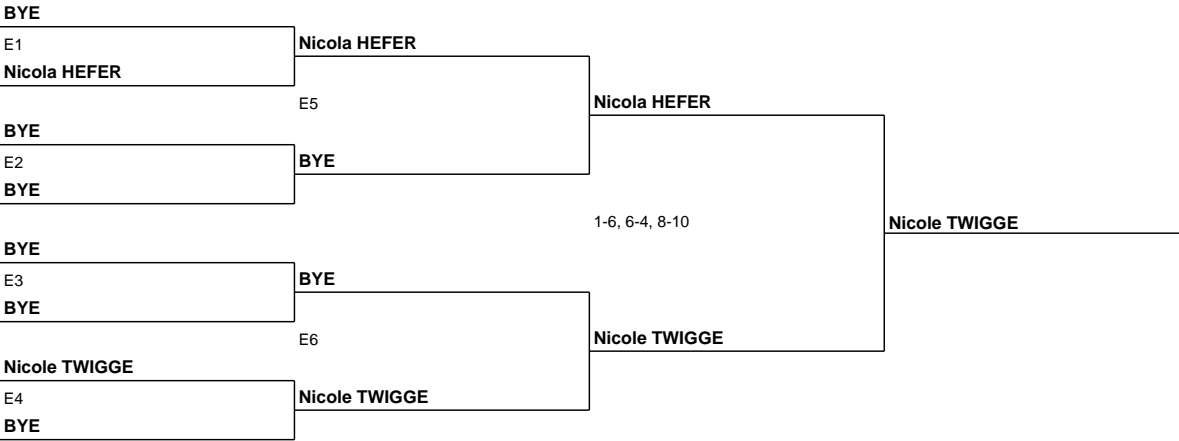 BYE
E1
Nicola HEFER
BYE
E2
BYE
BYE
E3
BYE
Nicole TWIGGE
E4
BYE
Nicola HEFER
E5
BYE
BYE
E6
Nicole TWIGGE
Nicola HEFER
1-6, 6-4, 8-10
Nicole TWIGGE
Nicole TWIGGE